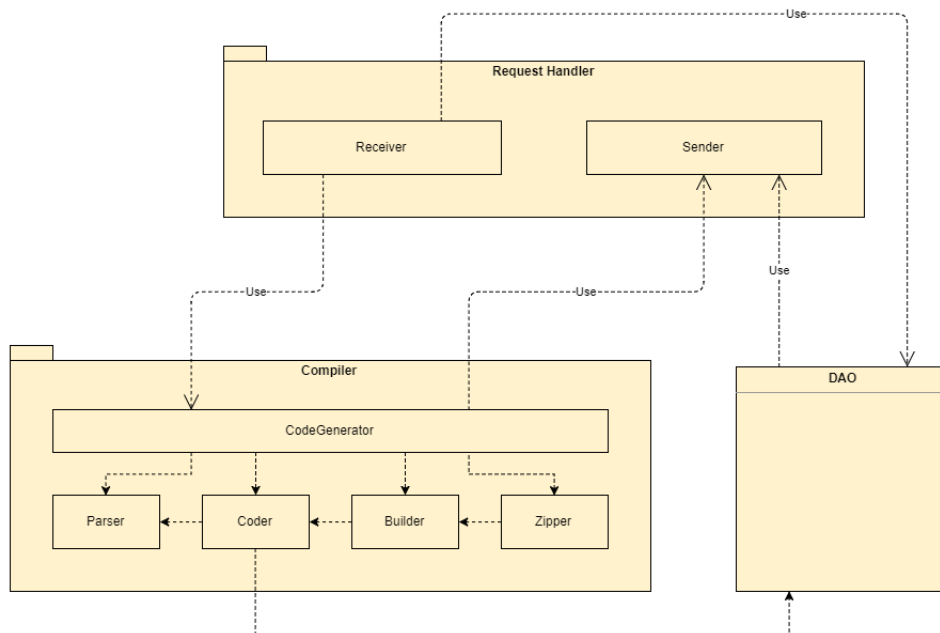 Use
Request Handler
Receiver
Sender
Use
Use
Use
Compiler
DAO
CodeGenerator
Parser
Coder
Builder
Zipper